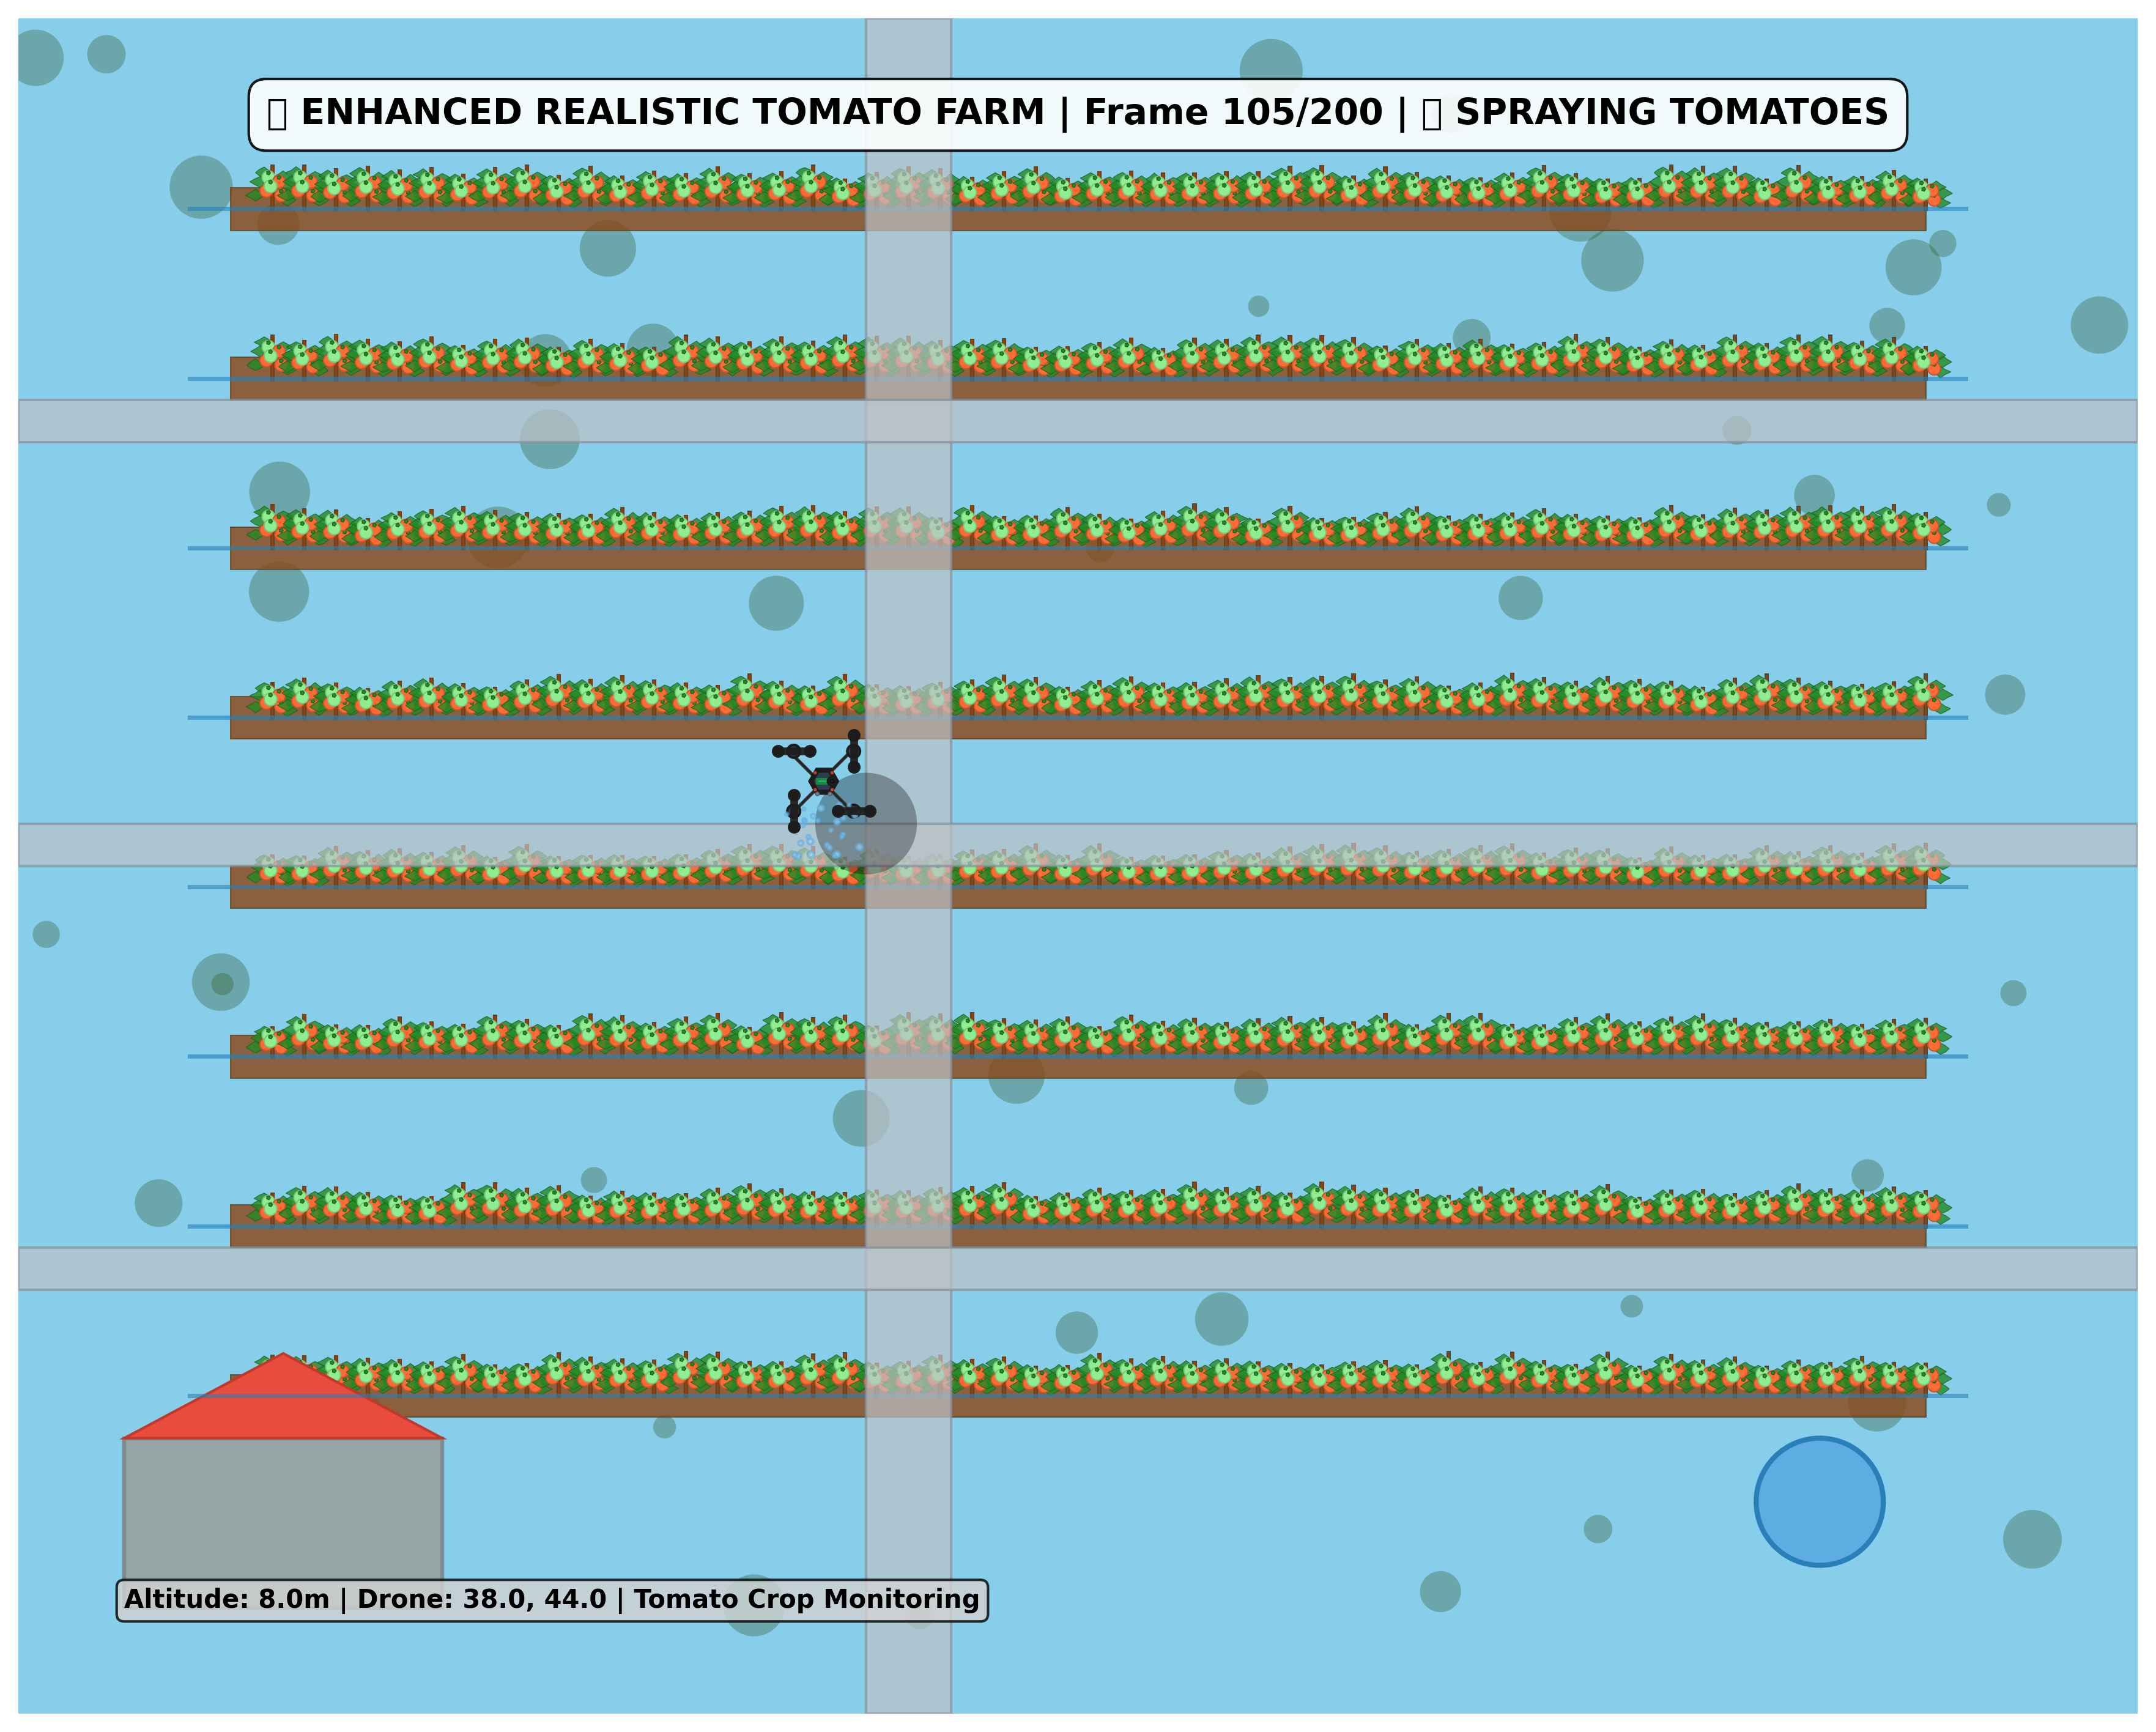 ▯ ENHANCED REALISTIC TOMATO FARM | Frame 105/200 | ▯ SPRAYING TOMATOES
Altitude: 8.0m | Drone: 38.0, 44.0 | Tomato Crop Monitoring